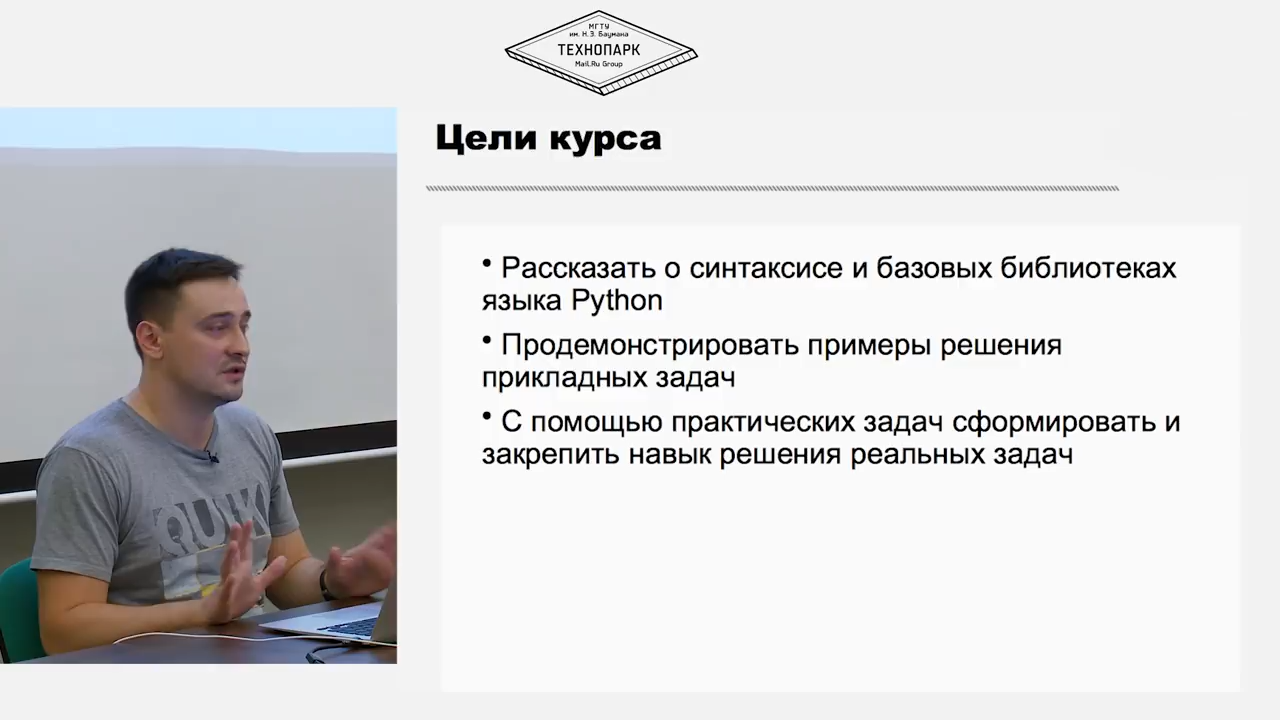 МГТУ
им. Н.Э. Баумана
ТЕХНОПАРК
Mail.Ru Group
Цели курса
• Рассказать о синтаксисе и базовых библиотеках
языка Python
• Продемонстрировать примеры решения
прикладных задач
• С помощью практических задач сформировать и
закрепить навык решения реальных задач